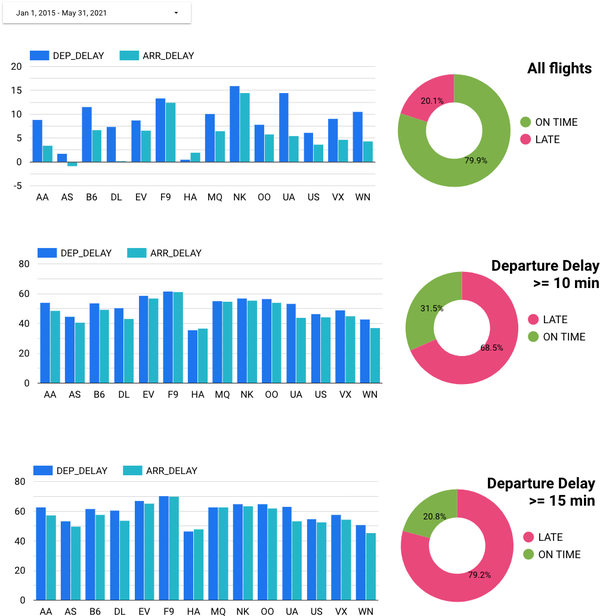 Jan 1, 2015 - May 31, 2021
DEP_DELAY ARR_DELAY
20
15
10
5
0
-5
AA AS B6 DL EV F9 HA MQ NK OO UA US VX WN
All flights
20.1%
79.9%
ON TIME
LATE
DEP_DELAY ARR_DELAY
80
60
40
20
0
AA AS B6 DL EV F9 HA MQ NK OO UA US VX WN
Departure Delay
>= 10 min
31.5%
68.5%
LATE
ON TIME
DEP_DELAY ARR_DELAY
80
60
40
20
0
AA AS B6 DL EV F9 HA MQ NK OO UA US VX WN
Departure Delay
>= 15 min
20.8%
79.2%
LATE
ON TIME